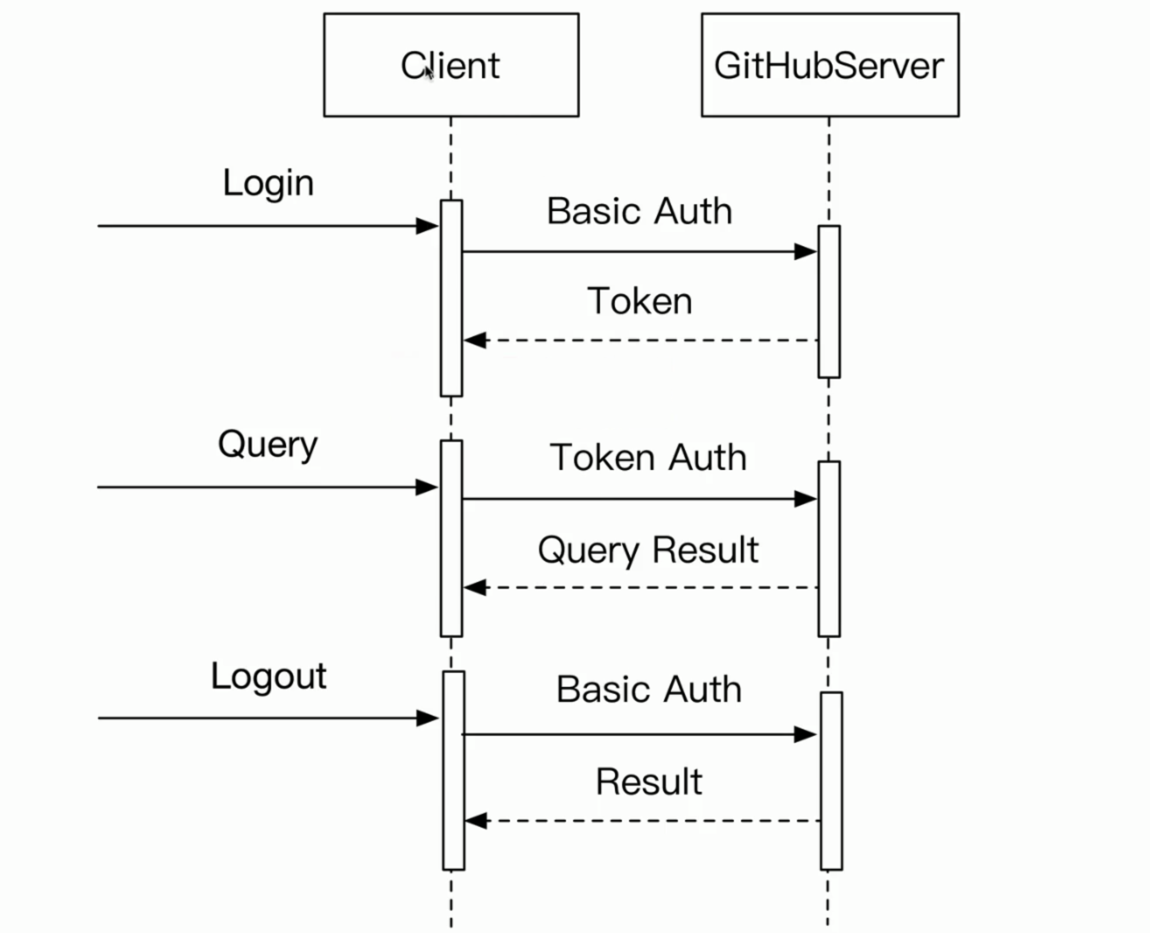 Client
GitHubServer
Login
Basic Auth
Token
Query
Token Auth
Query Result
Logout
Basic Auth
Result